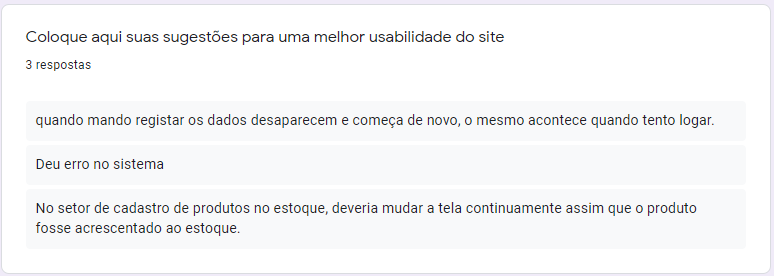 Coloque aqui suas sugestões para uma melhor usabilidade do site
3 respostas
quando mando registar os dados desaparecem e começa de novo, o mesmo acontece quando tento logar.
Deu erro no sistema
No setor de cadastro de produtos no estoque, deveria mudar a tela continuamente assim que o produto
fosse acrescentado ao estoque.